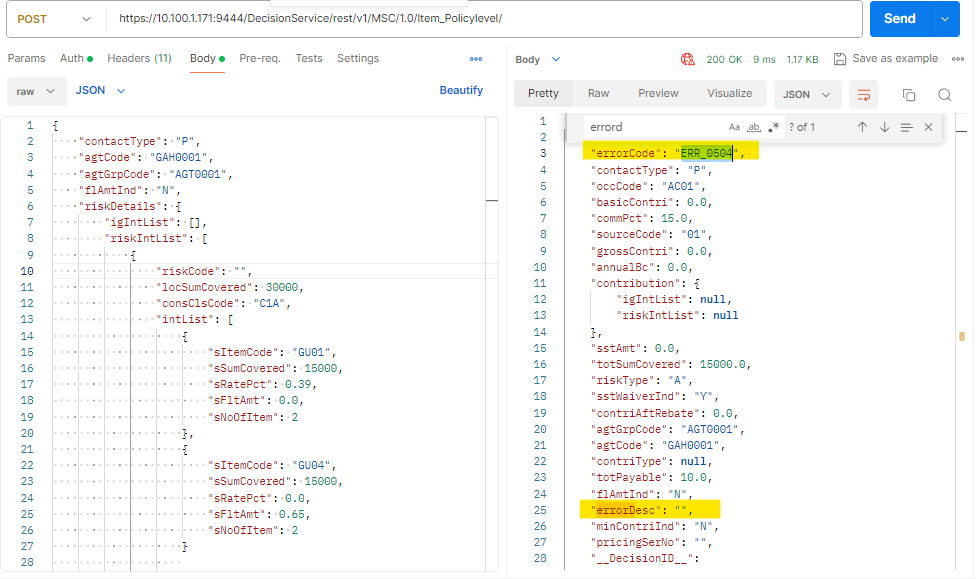 POST https://10.100.1.171:9444/DecisionService/rest/v1/MSC/1.0/Item_Policylevel/ Send
Params Auth Headers (11) Body Pre-req. Tests Settings
raw JSON Beautify
1 {
2 "contactType": "P",
3 "agtCode": "GAH0001",
4 "agtGrpCode": "AGT0001",
5 "flAmtInd": "N",
6 "riskDetails": {
7 "igIntList": [],
8 "riskIntList": [
9 {
10 "riskCode": "",
11 "locSumCovered": 30000,
12 "consClsCode": "C1A",
13 "intList": [
14 {
15 "sItemCode": "GU01",
16 "sSumCovered": 15000,
17 "sRatePct": 0.39,
18 "sFltAmt": 0.0,
19 "sNoOfItem": 2
20 },
21 {
22 "sItemCode": "GU04",
23 "sSumCovered": 15000,
24 "sRatePct": 0.0,
25 "sFltAmt": 0.65,
26 "sNoOfItem": 2
27 }
28
Body 200 OK 9 ms 1.17 KB Save as example
Pretty Raw Preview Visualize JSON
errord Aa ab .* ? of 1
1
2
3 "errorCode": "ERR_0504",
4 "contactType": "P",
5 "occCode": "AC01",
6 "basicContri": 0.0,
7 "commPct": 15.0,
8 "sourceCode": "01",
9 "grossContri": 0.0,
10 "annualBc": 0.0,
11 "contribution": {
12 "igIntList": null,
13 "riskIntList": null
14 },
15 "sstAmt": 0.0,
16 "totSumCovered": 15000.0,
17 "riskType": "A",
18 "sstWaiverInd": "Y",
19 "contriAftRebate": 0.0,
20 "agtGrpCode": "AGT0001",
21 "agtCode": "GAH0001",
22 "contriType": null,
23 "totPayable": 10.0,
24 "flAmtInd": "N",
25 "errorDesc": "",
26 "minContriInd": "N",
27 "pricingSerNo": "",
28 "__DecisionID__":